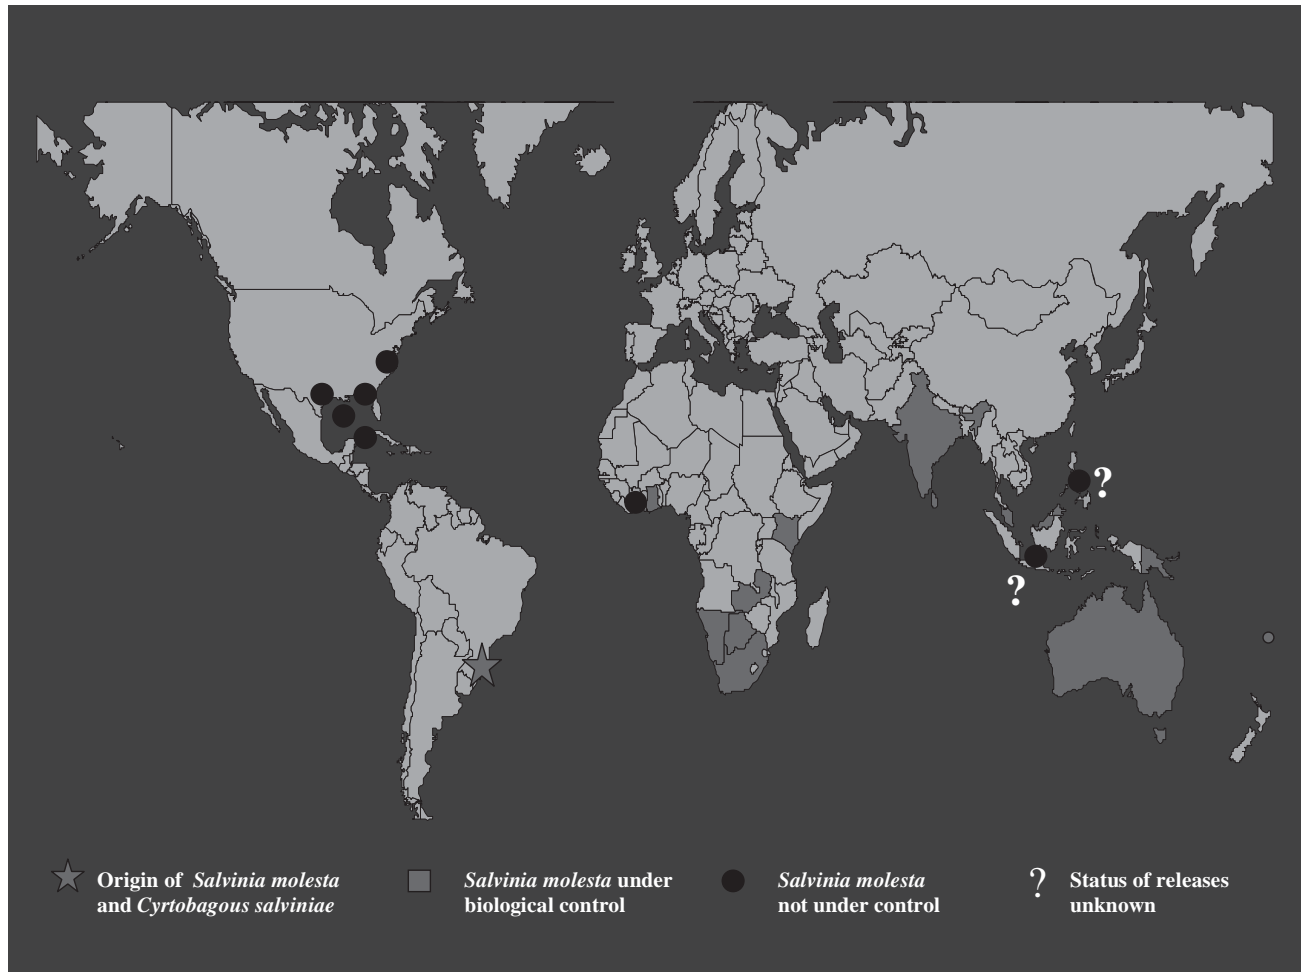 ?
?
Origin of Salvinia molesta
and Cyrtobagous salviniae
Salvinia molesta under
biological control
Salvinia molesta
not under control
?
Status of releases
unknown